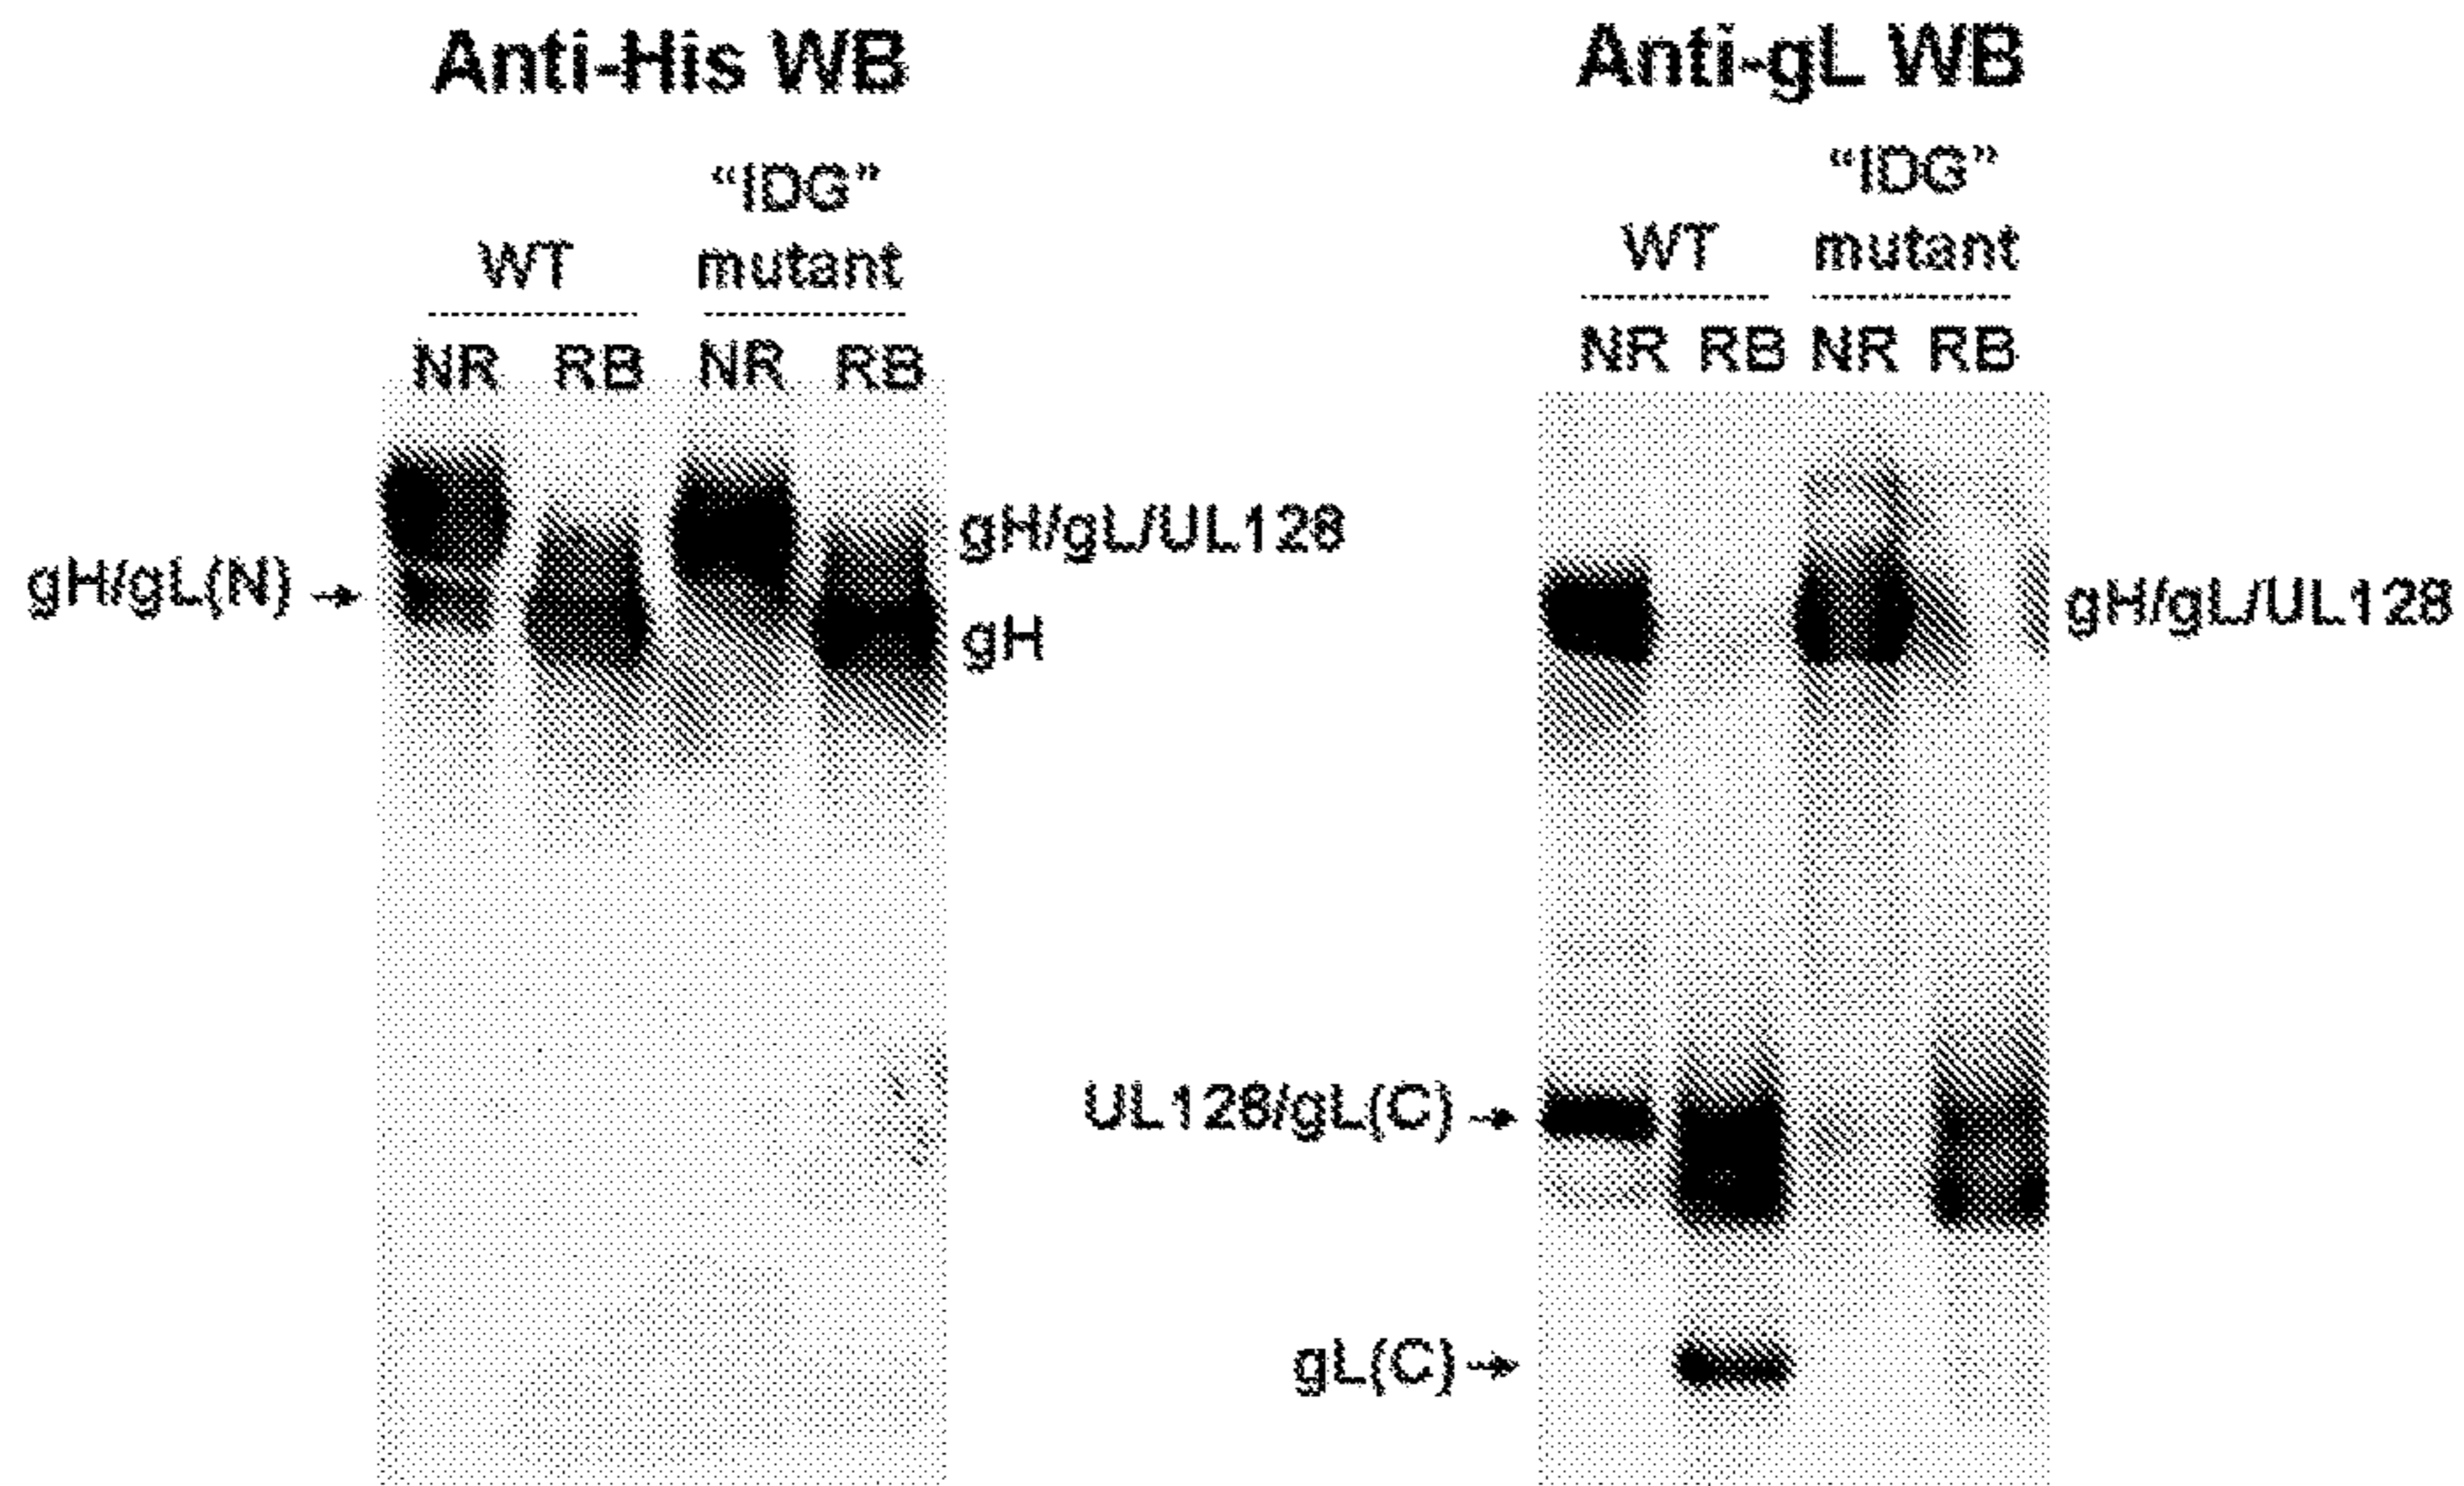 Anti-His WB
"IDG"
WT mutant
NR RB NR RB
gH/gL/UL128
gH/gL(N)
gH
Anti-gL WB
"IDG"
WT mutant
NR RB NR RB
gH/gL/UL128
UL128/gL(C)
gL(C)